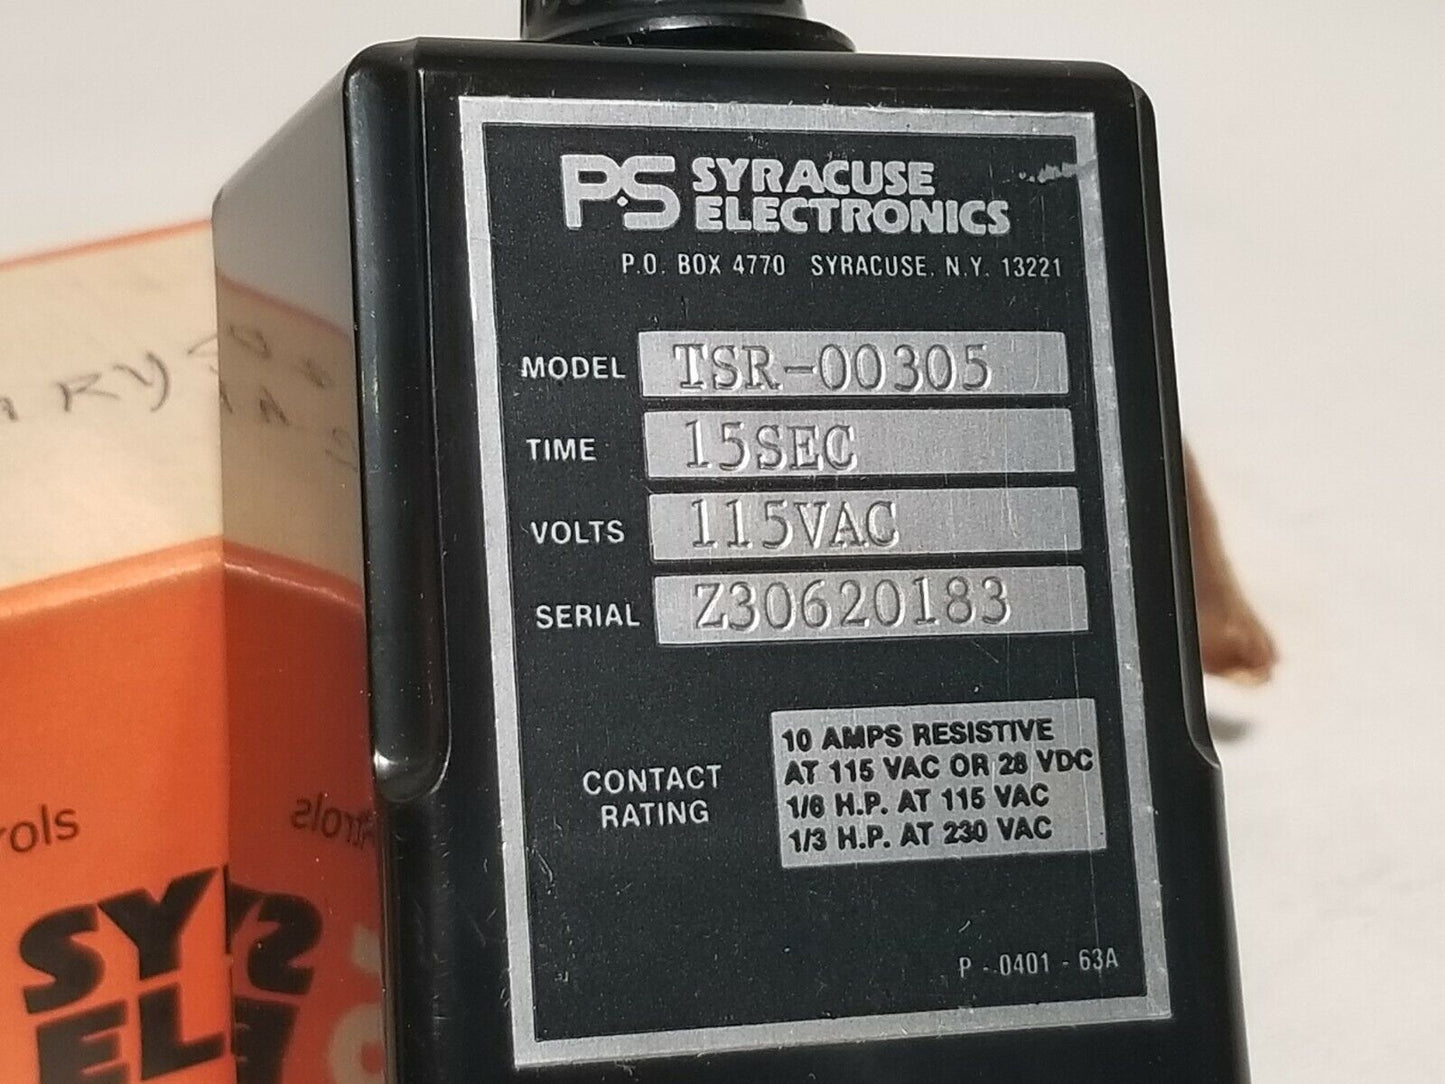 P·S SYRACUSE
ELECTRONICS
P.O. BOX 4770 SYRACUSE, N.Y. 13221
MODEL TSR-00305
TIME 15SEC
VOLTS 115VAC
SERIAL Z30620183
CONTACT
RATING
10 AMPS RESISTIVE
AT 115 VAC OR 28 VDC
1/6 H.P. AT 115 VAC
1/3 H.P. AT 230 VAC
P - 0401 - 63A
rols
SY
EL